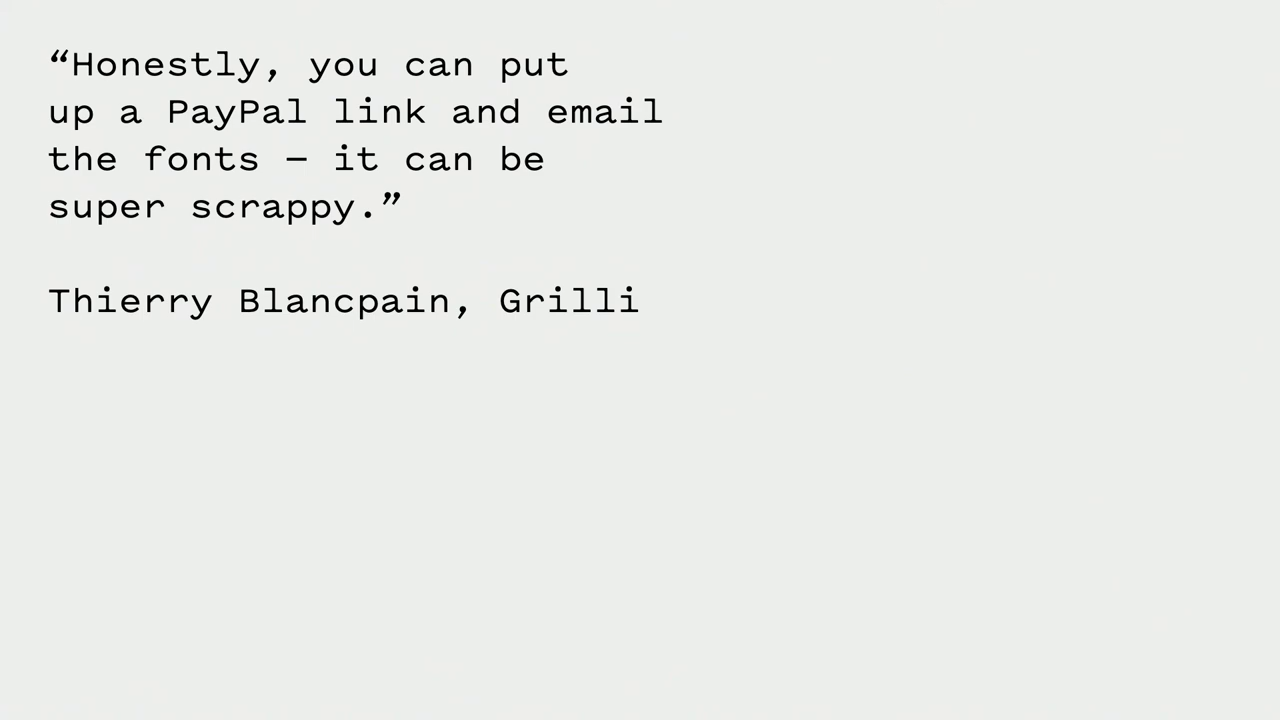 “Honestly, you can put
up a PayPal link and email
the fonts – it can be
super scrappy.”
Thierry Blancpain, Grilli